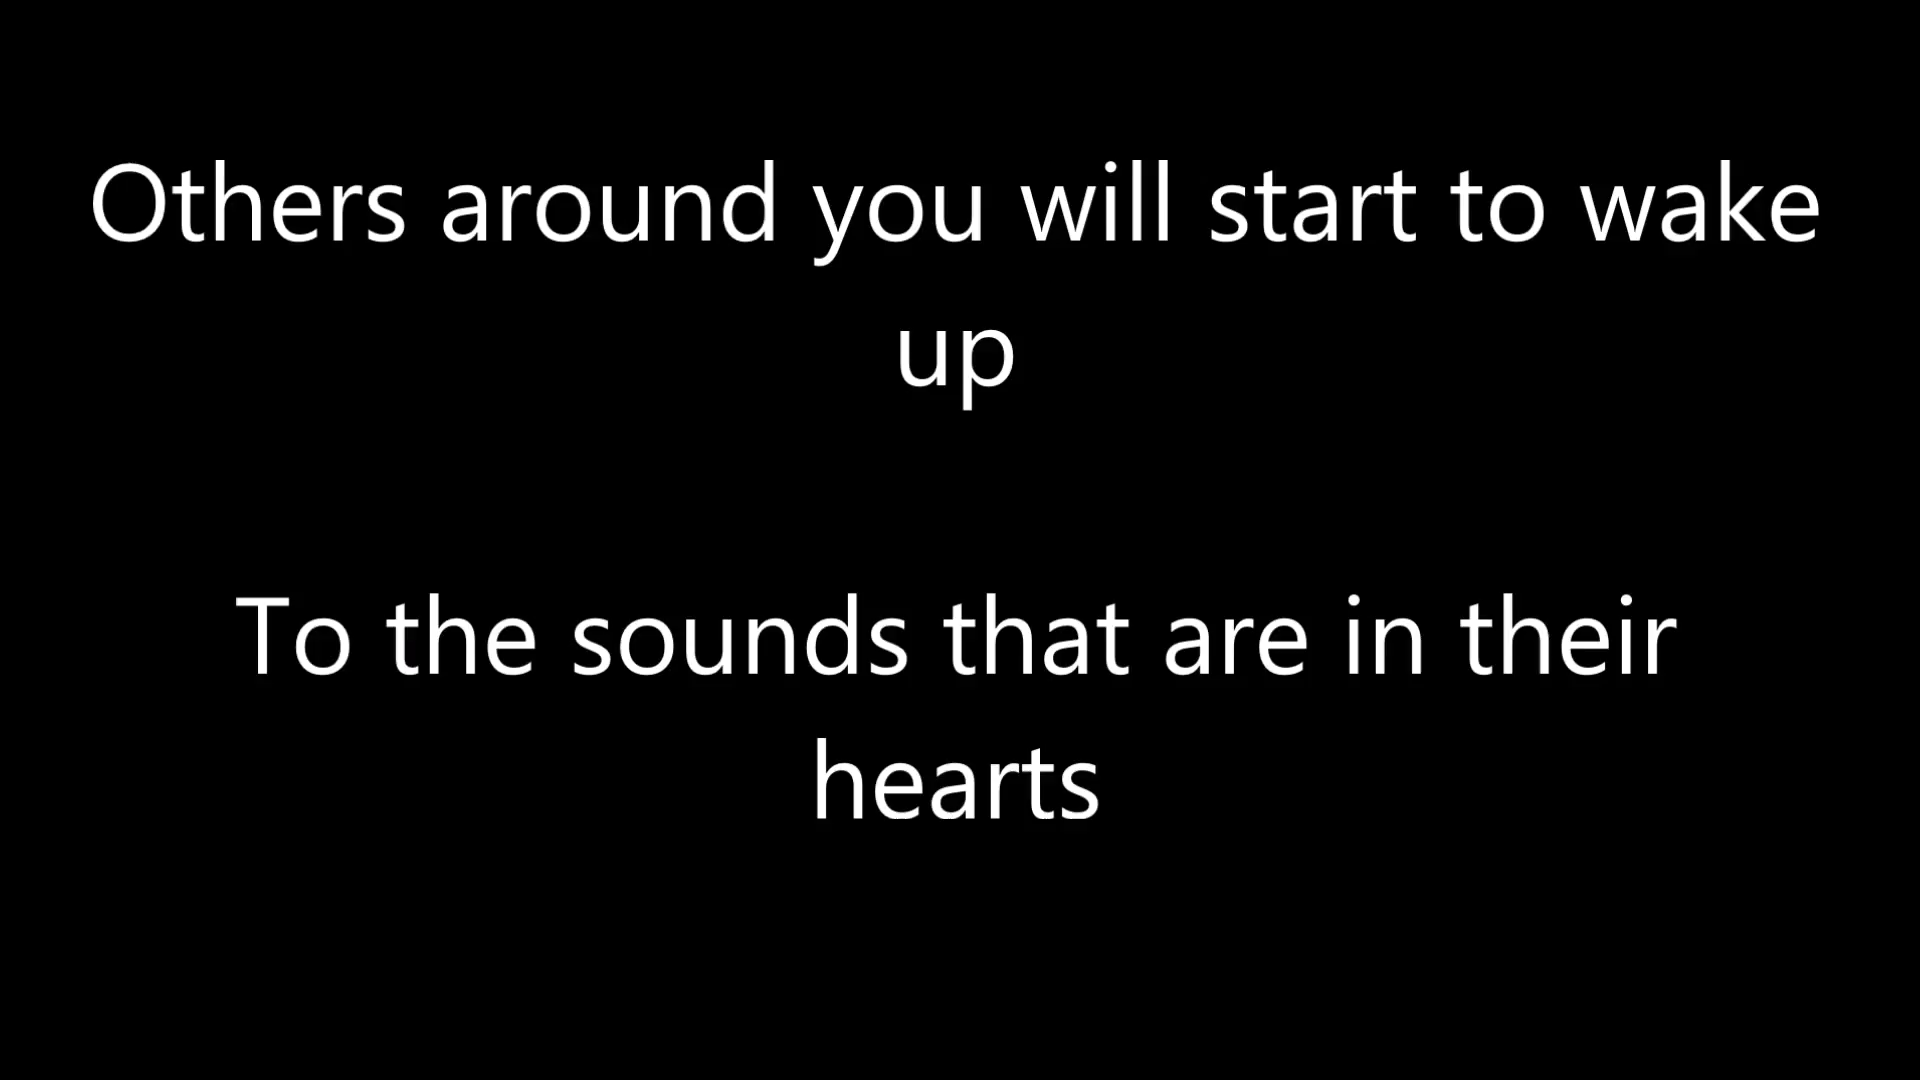 Others around you will start to wake
up
To the sounds that are in their
hearts